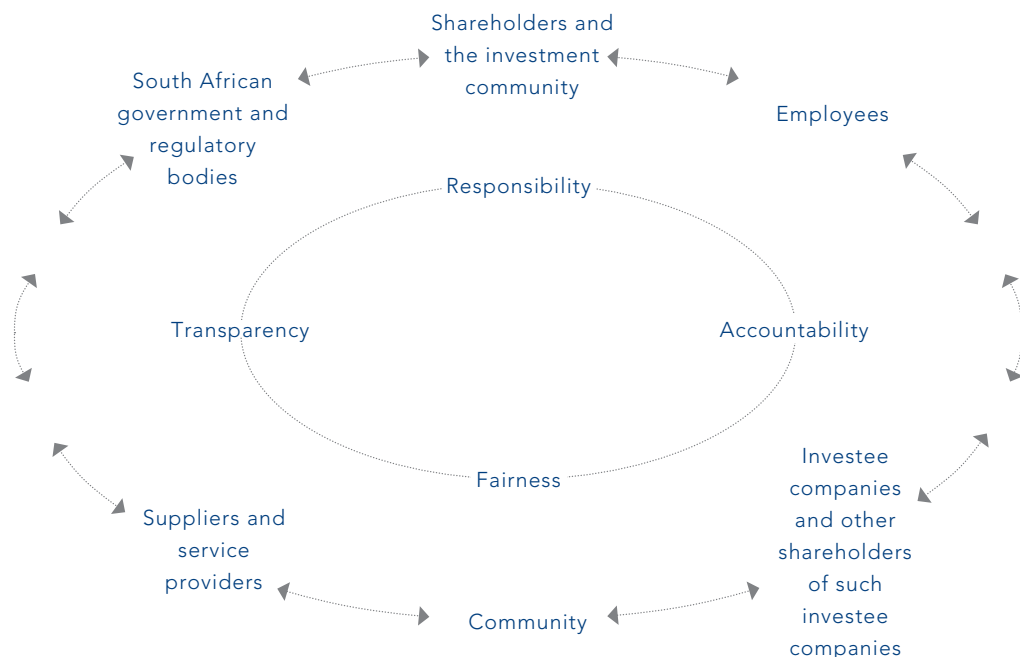 Shareholders and
the investment
community
South African
government and
regulatory
bodies
Employees
Responsibility
Transparency
Accountability
Fairness
Investee
companies
and other
shareholders
of such
investee
companies
Suppliers and
service
providers
Community